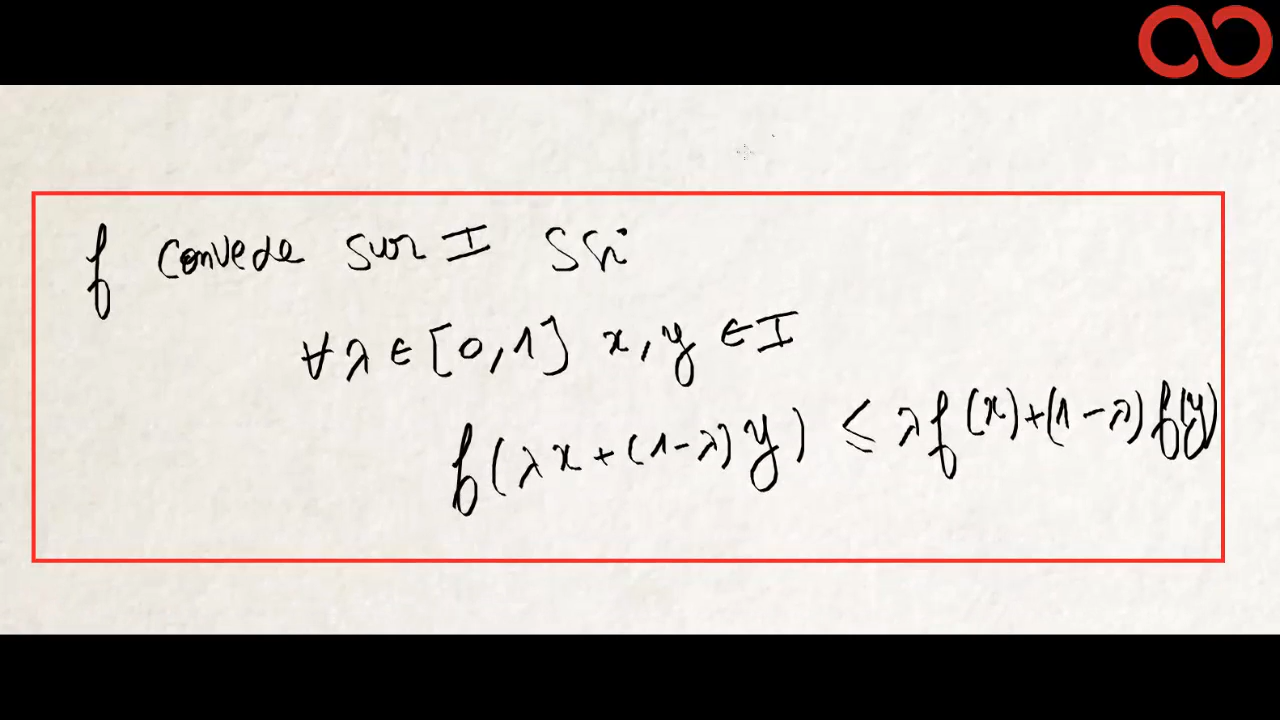 f convexe sur I SSi
∀ λ ∈ [0,1] x, y ∈ I
f(λx+(1-λ)y) ≤ λf(x)+(1-λ)f(y)